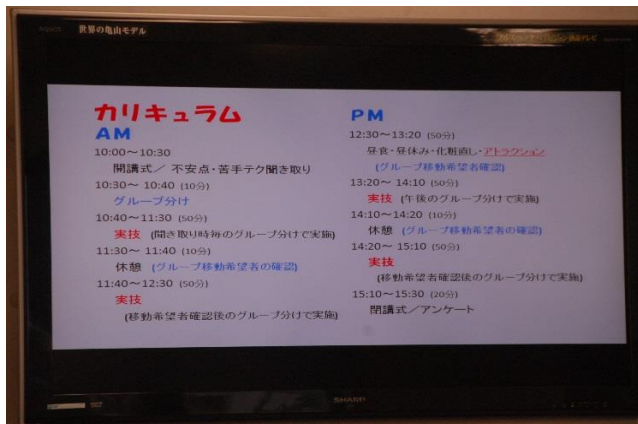 AQUOS
世界の亀山モデル
カリキュラム
AM
10:00～10:30
開講式／ 不安点・苦手テク聞き取り
10:30～ 10:40 (10分)
グループ分け
10:40～11:30 (50分)
実技 (聞き取り時毎のグループ分けで実施)
11:30～ 11:40 (10分)
休憩 (グループ移動希望者の確認)
11:40～12:30 (50分)
実技
(移動希望者確認後のグループ分けで実施)
PM
12:30～13:20 (50分)
昼食・昼休み・化粧直し・アトラクション
(グループ移動希望者確認)
13:20～ 14:10 (50分)
実技 (午後のグループ分けで実施)
14:10～14:20 (10分)
休憩 (グループ移動希望者確認)
14:20～ 15:10 (50分)
実技
(移動希望者確認後のグループ分けで実施)
15:10～15:30 (20分)
閉講式／アンケート
SHARP